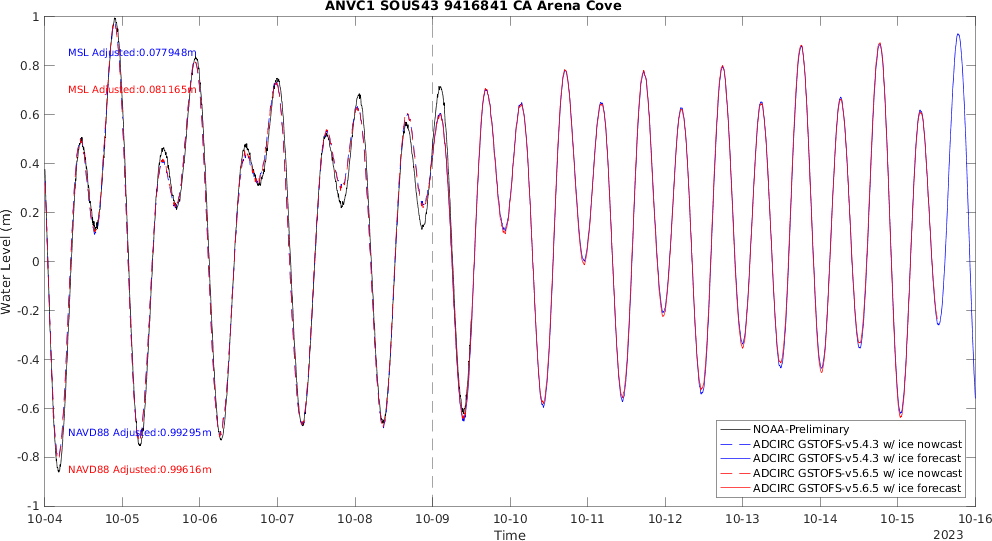 ANVC1 SOUS43 9416841 CA Arena Cove
MSL Adjusted:0.077948m
MSL Adjusted:0.081165m
NAVD88 Adjusted:0.99295m
NAVD88 Adjusted:0.99616m
Water Level (m)
1
0.8
0.6
0.4
0.2
0
-0.2
-0.4
-0.6
-0.8
-1
NOAA-Preliminary
ADCIRC GSTOFS-v5.4.3 w/ ice nowcast
ADCIRC GSTOFS-v5.4.3 w/ ice forecast
ADCIRC GSTOFS-v5.6.5 w/ ice nowcast
ADCIRC GSTOFS-v5.6.5 w/ ice forecast
10-04 10-05 10-06 10-07 10-08 10-09 10-10 10-11 10-12 10-13 10-14 10-15 10-16
Time
2023